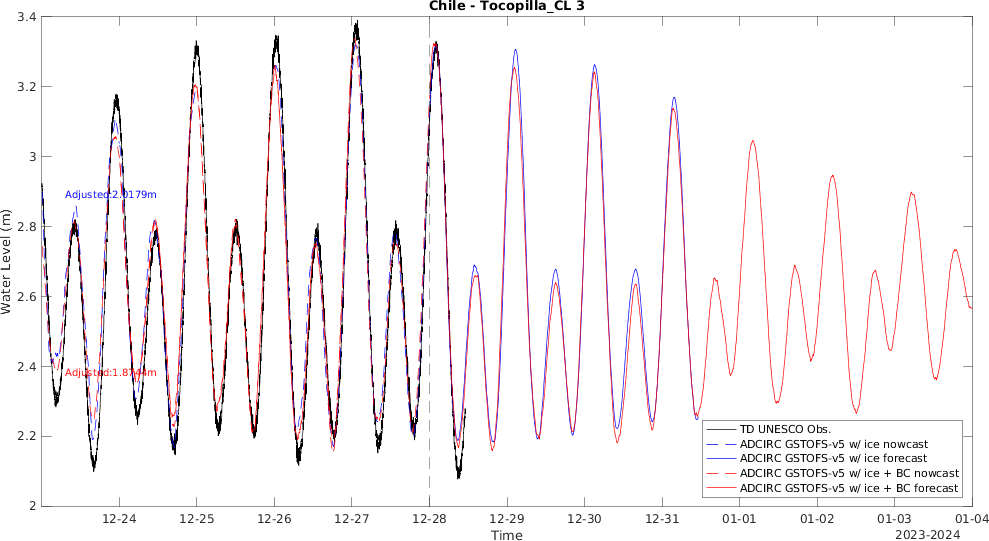 Chile - Tocopilla_CL 3
Water Level (m)
3.4
3.2
3
2.8
2.6
2.4
2.2
2
Adjusted:2.0179m
12-24
12-25
12-26
12-27
12-28
12-29
12-30
12-31
01-01
01-02
01-03
01-04
Time
2023-2024
TD UNESCO Obs.
ADCIRC GSTOFS-v5 w/ ice nowcast
ADCIRC GSTOFS-v5 w/ ice forecast
ADCIRC GSTOFS-v5 w/ ice + BC nowcast
ADCIRC GSTOFS-v5 w/ ice + BC forecast